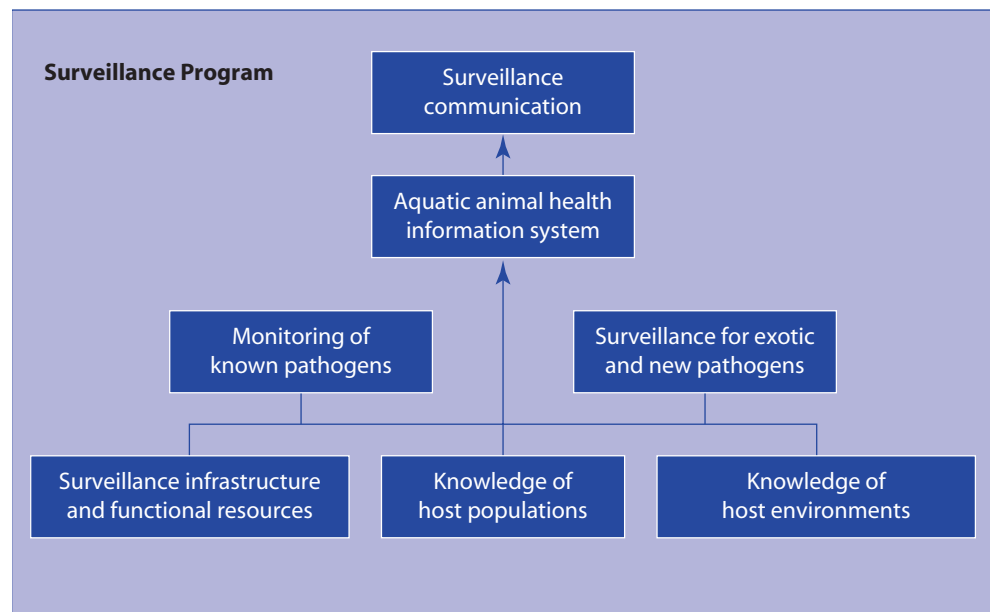 Surveillance Program
Surveillance
communication
Aquatic animal health
information system
Monitoring of
known pathogens
Surveillance for exotic
and new pathogens
Surveillance infrastructure
and functional resources
Knowledge of
host populations
Knowledge of
host environments